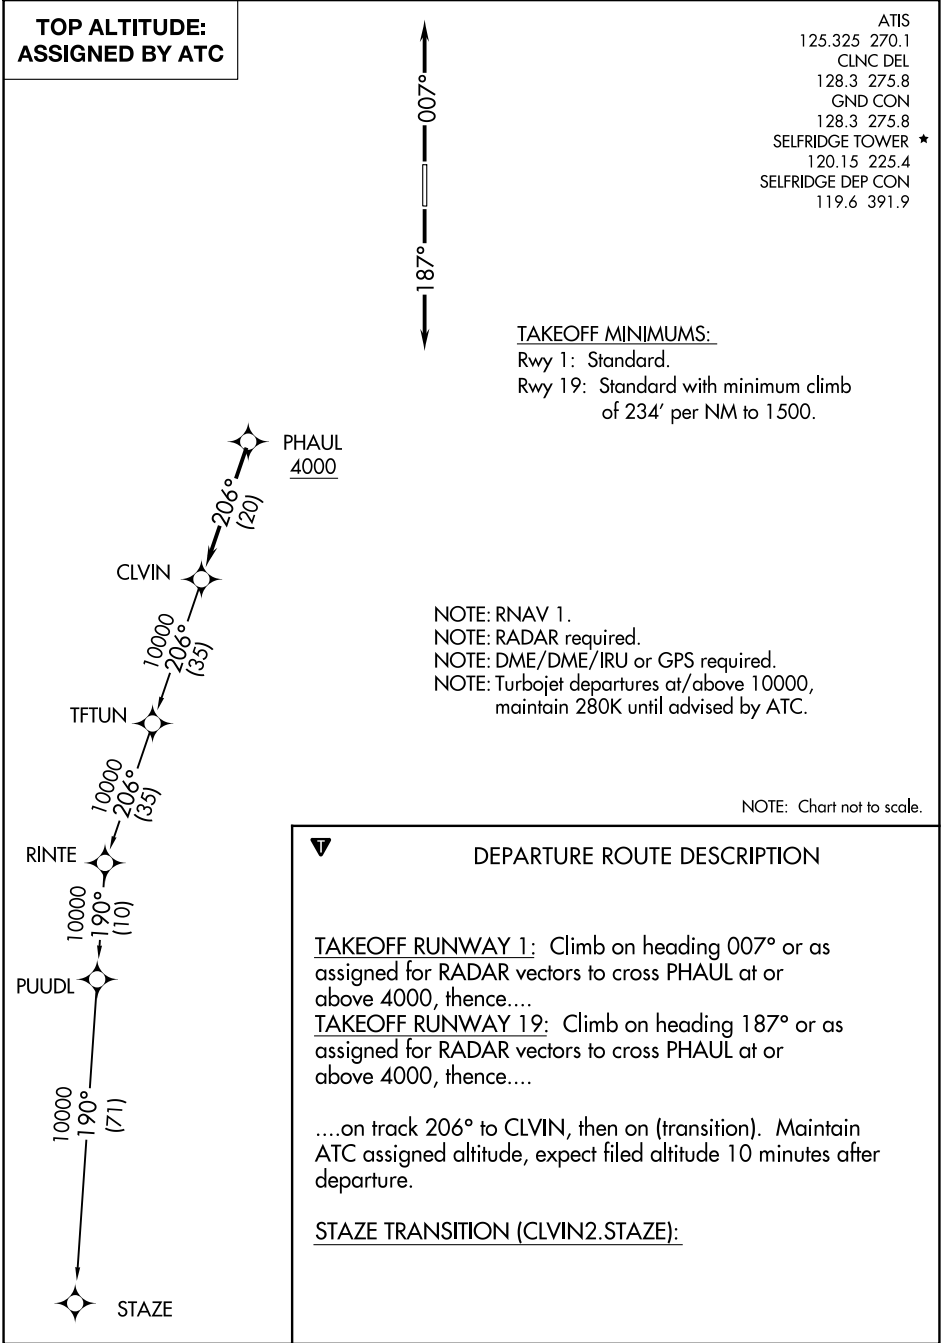 TOP ALTITUDE:
ASSIGNED BY ATC
ATIS
125.325 270.1
CLNC DEL
128.3 275.8
GND CON
128.3 275.8
SELFRIDGE TOWER ★
120.15 225.4
SELFRIDGE DEP CON
119.6 391.9
007°
187°
TAKEOFF MINIMUMS:
Rwy 1: Standard.
Rwy 19: Standard with minimum climb
of 234′ per NM to 1500.
PHAUL
4000
206°
(20)
CLVIN
10000
206°
(35)
TFTUN
10000
206°
(35)
RINTE
10000
190°
(10)
PUUDL
10000
190°
(71)
STAZE
NOTE: RNAV 1.
NOTE: RADAR required.
NOTE: DME/DME/IRU or GPS required.
NOTE: Turbojet departures at/above 10000,
maintain 280K until advised by ATC.
NOTE: Chart not to scale.
T
DEPARTURE ROUTE DESCRIPTION
TAKEOFF RUNWAY 1: Climb on heading 007° or as
assigned for RADAR vectors to cross PHAUL at or
above 4000, thence....
TAKEOFF RUNWAY 19: Climb on heading 187° or as
assigned for RADAR vectors to cross PHAUL at or
above 4000, thence....
....on track 206° to CLVIN, then on (transition). Maintain
ATC assigned altitude, expect filed altitude 10 minutes after
departure.
STAZE TRANSITION (CLVIN2.STAZE):